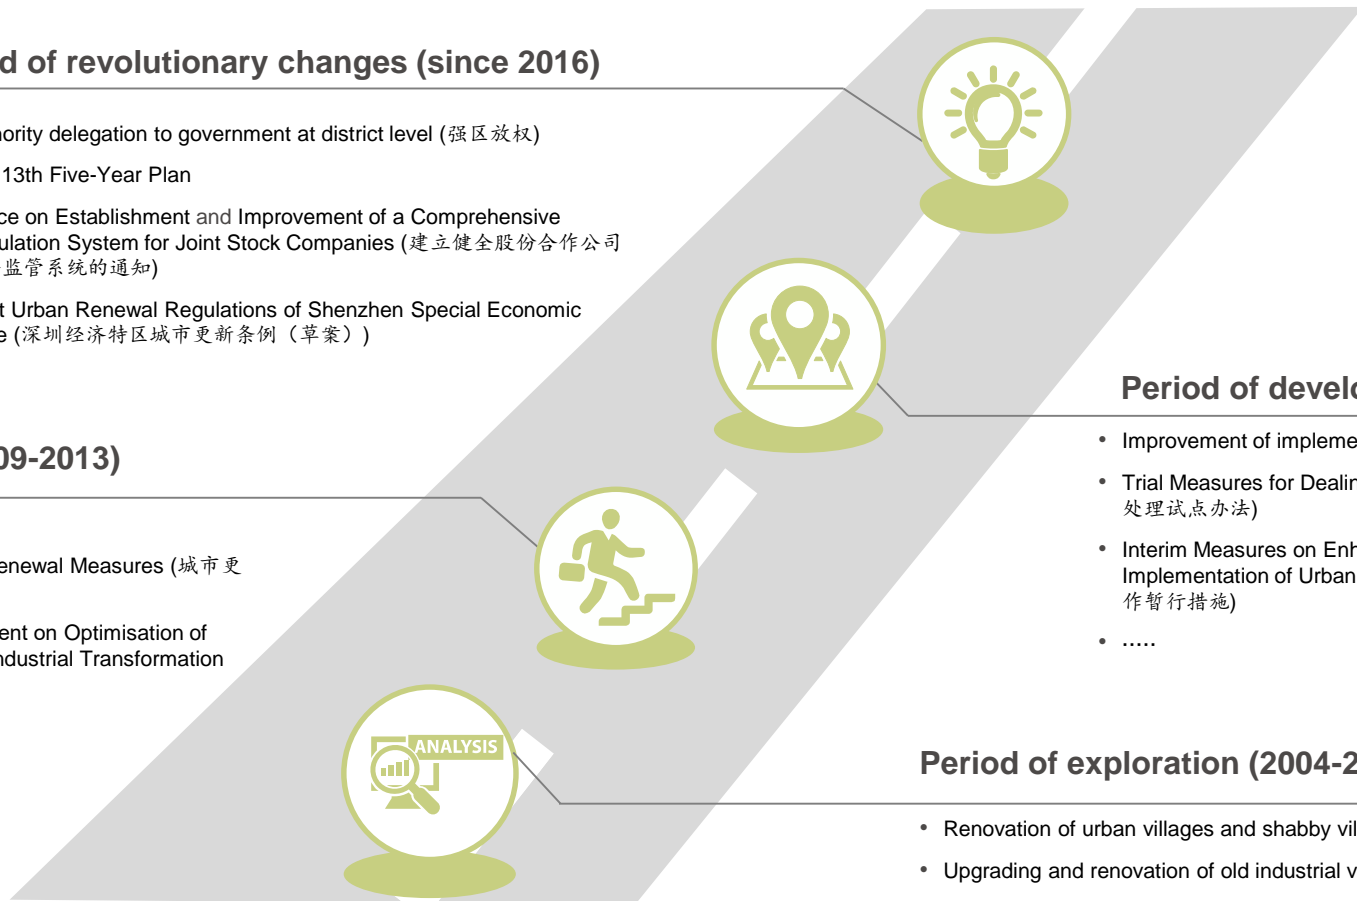 d of revolutionary changes (since 2016)
ority delegation to government at district level (强区放权)
13th Five-Year Plan
ce on Establishment and Improvement of a Comprehensive
ulation System for Joint Stock Companies (建立健全股份合作公司
监管系统的通知)
t Urban Renewal Regulations of Shenzhen Special Economic
e (深圳经济特区城市更新条例（草案）)
Period of develo
• Improvement of impleme
• Trial Measures for Dealin
处理试点办法)
• Interim Measures on Enh
Implementation of Urban
作暂行措施)
• .....
09-2013)
enewal Measures (城市更
ent on Optimisation of
ndustrial Transformation
ANALYSIS
Period of exploration (2004-2
• Renovation of urban villages and shabby vil
• Upgrading and renovation of old industrial v